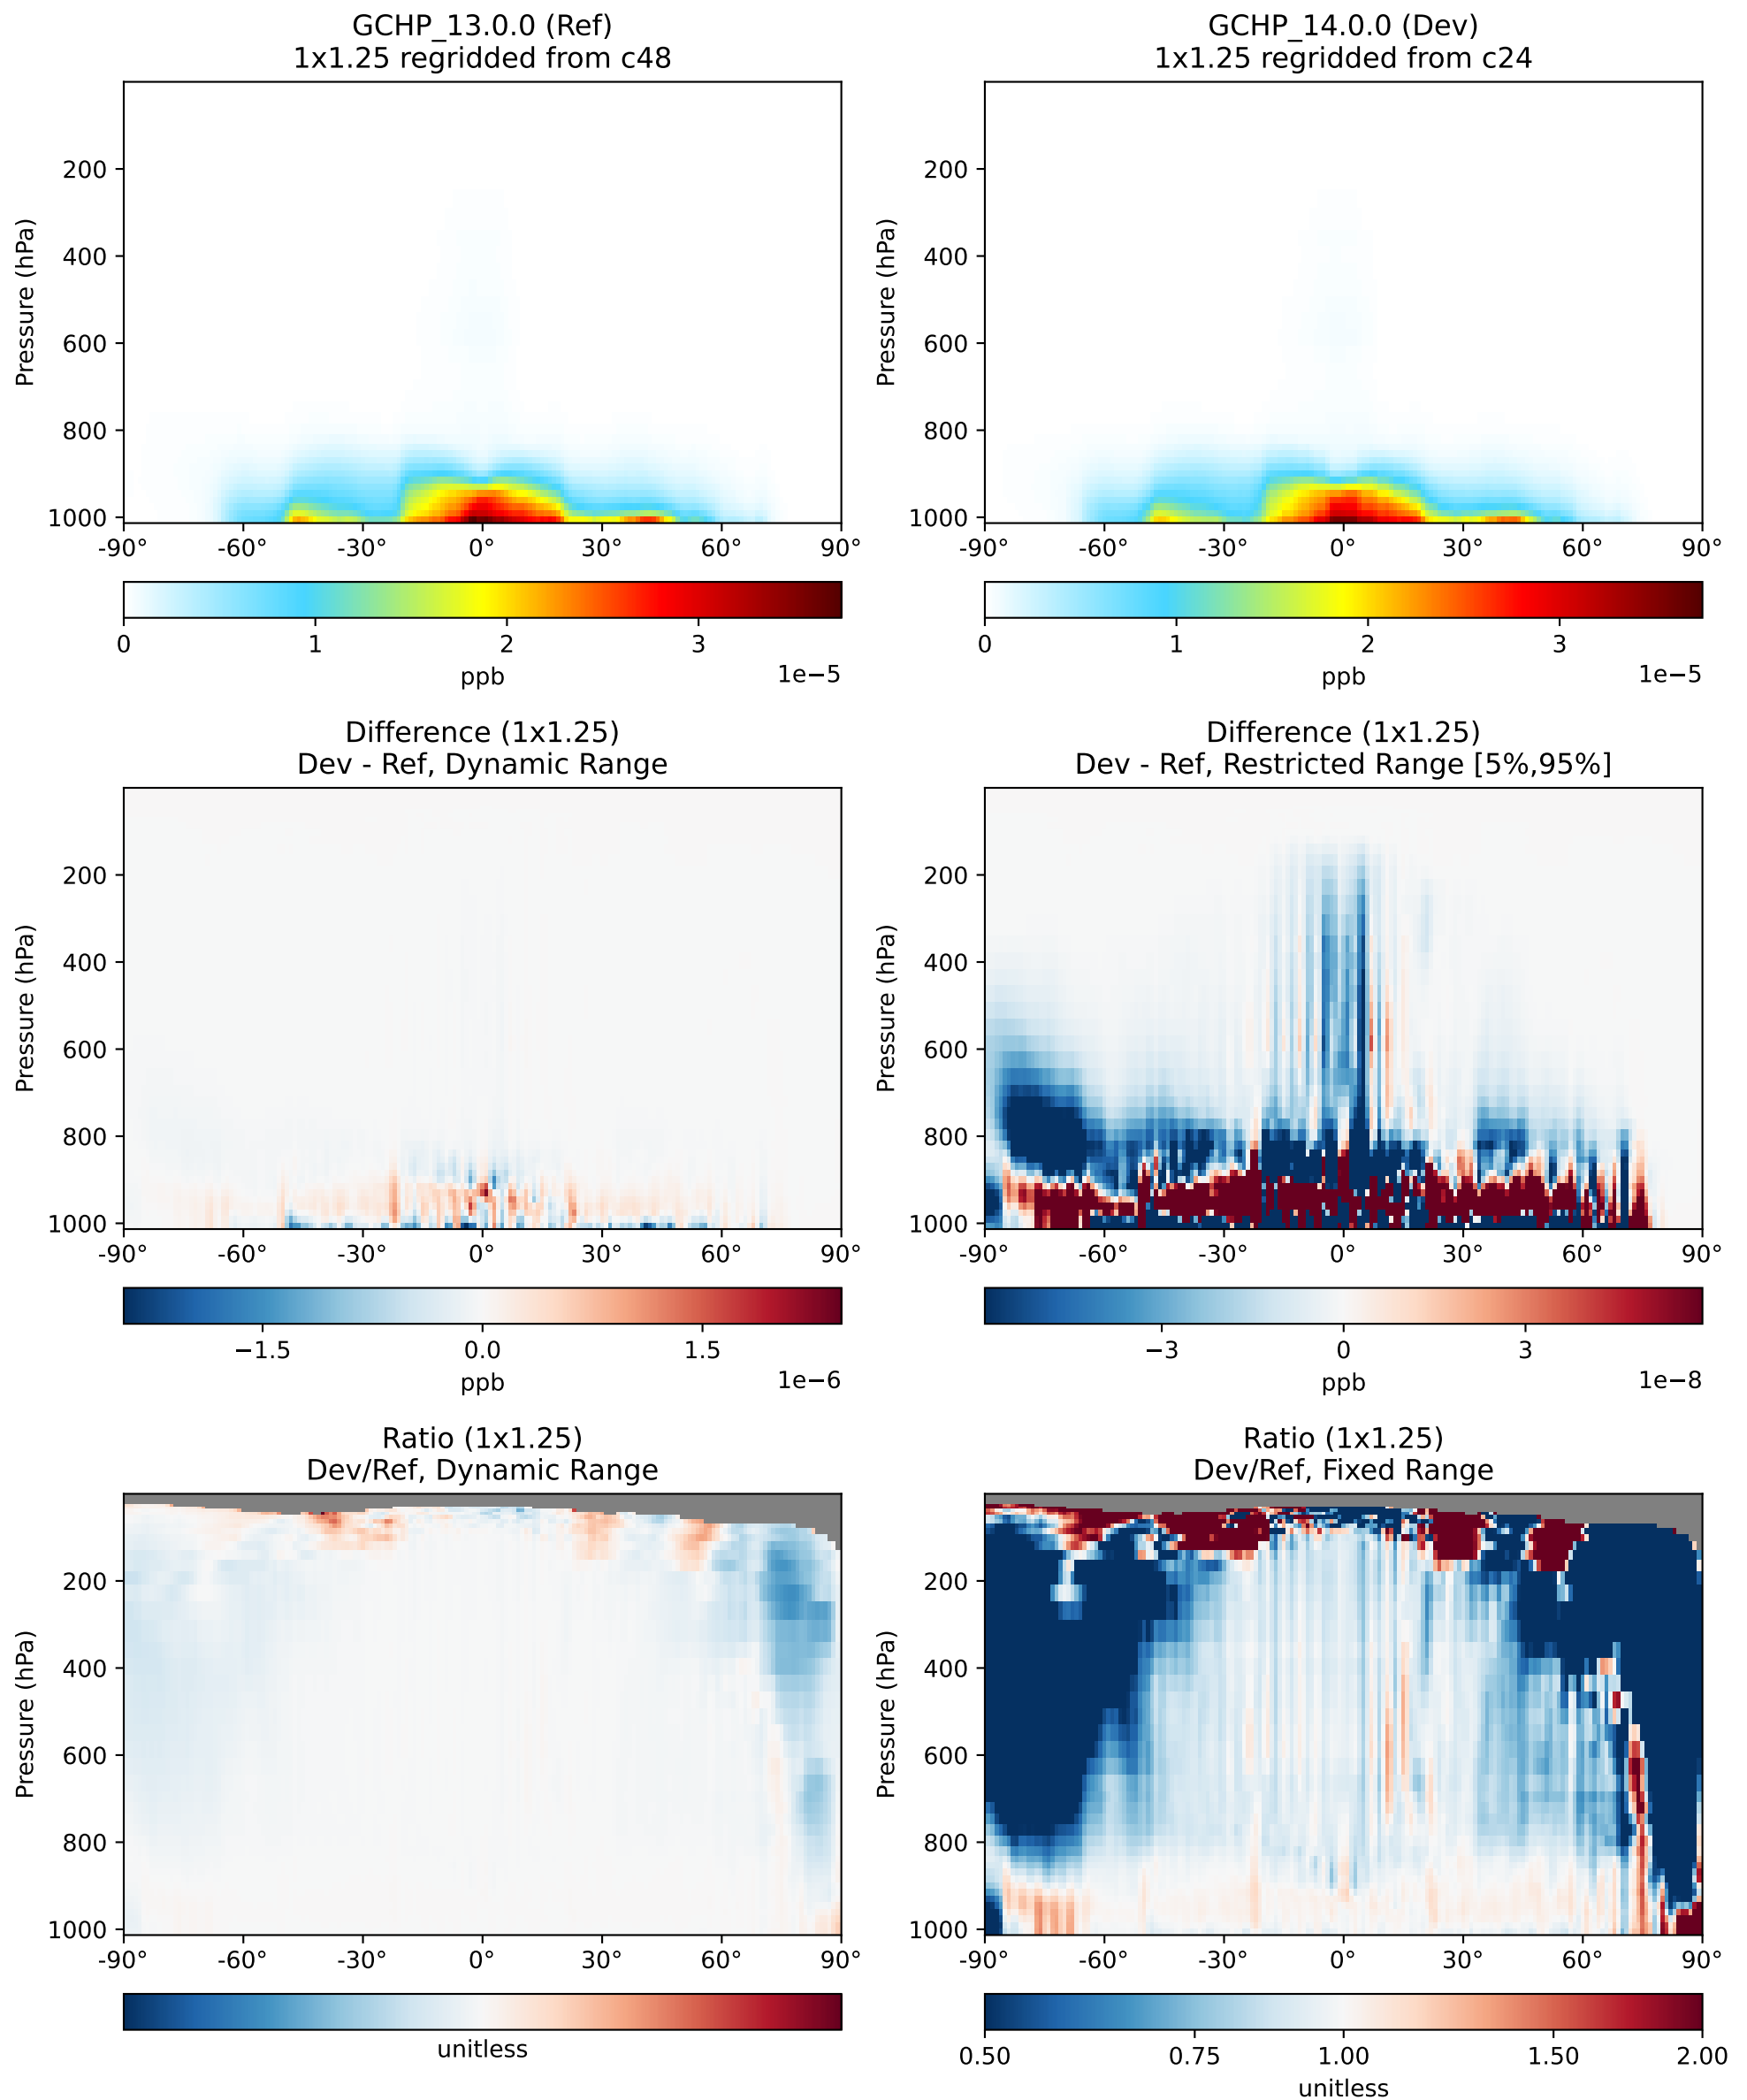 GCHP_13.0.0 (Ref)
1x1.25 regridded from c48
Pressure (hPa)
200
400
600
800
1000
-90° -60° -30° 0° 30° 60° 90°
0 1 2 3
ppb 1e−5
GCHP_14.0.0 (Dev)
1x1.25 regridded from c24
Pressure (hPa)
200
400
600
800
1000
-90° -60° -30° 0° 30° 60° 90°
0 1 2 3
ppb 1e−5
Difference (1x1.25)
Dev - Ref, Dynamic Range
Pressure (hPa)
200
400
600
800
1000
-90° -60° -30° 0° 30° 60° 90°
−1.5 0.0 1.5
ppb 1e−6
Difference (1x1.25)
Dev - Ref, Restricted Range [5%,95%]
Pressure (hPa)
200
400
600
800
1000
-90° -60° -30° 0° 30° 60° 90°
−3 0 3
ppb 1e−8
Ratio (1x1.25)
Dev/Ref, Dynamic Range
Pressure (hPa)
200
400
600
800
1000
-90° -60° -30° 0° 30° 60° 90°
unitless
Ratio (1x1.25)
Dev/Ref, Fixed Range
Pressure (hPa)
200
400
600
800
1000
-90° -60° -30° 0° 30° 60° 90°
0.50 0.75 1.00 1.50 2.00
unitless